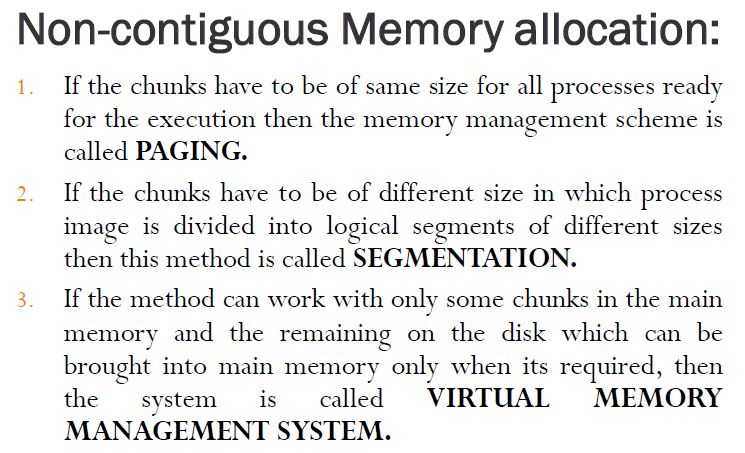 Non-contiguous Memory allocation:
1. If the chunks have to be of same size for all processes ready
for the execution then the memory management scheme is
called PAGING.
2. If the chunks have to be of different size in which process
image is divided into logical segments of different sizes
then this method is called SEGMENTATION.
3. If the method can work with only some chunks in the main
memory and the remaining on the disk which can be
brought into main memory only when its required, then
the system is called VIRTUAL MEMORY
MANAGEMENT SYSTEM.